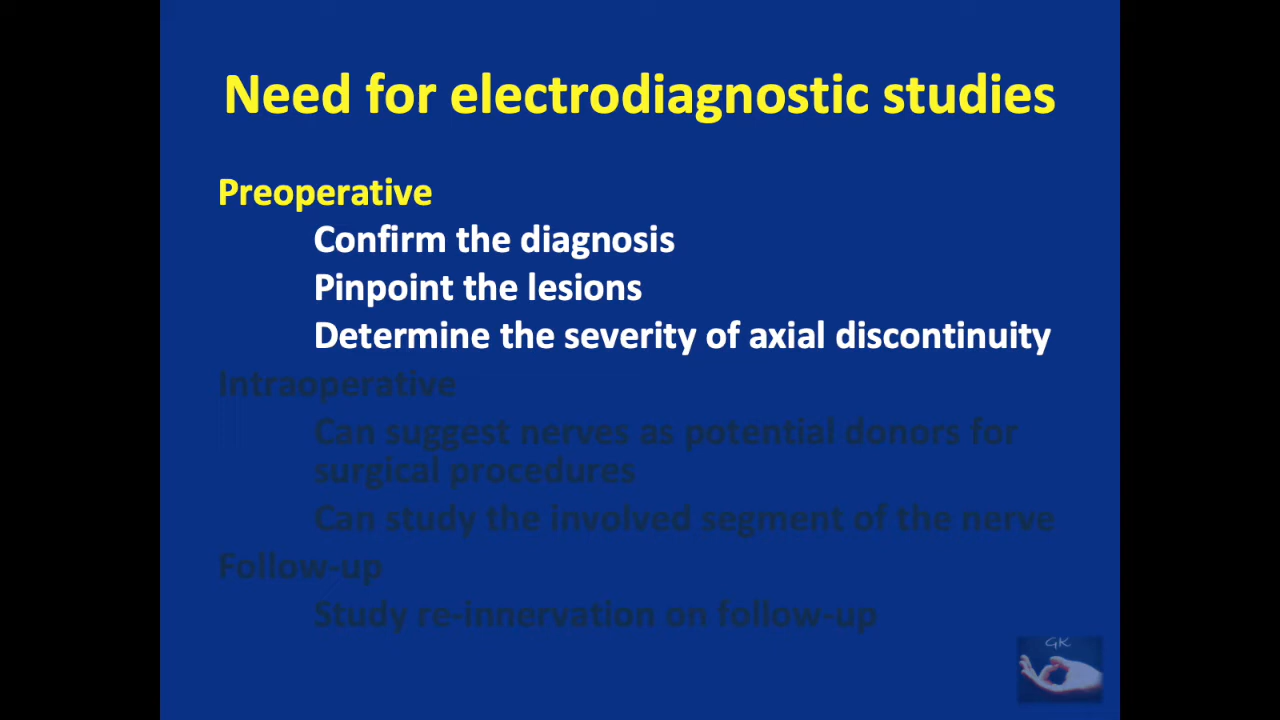 Need for electrodiagnostic studies
Preoperative
Confirm the diagnosis
Pinpoint the lesions
Determine the severity of axial discontinuity
Intraoperative
Can suggest nerves as potential donors for
surgical procedures
Can study the involved segment of the nerve
Follow-up
Study re-innervation on follow-up
GK